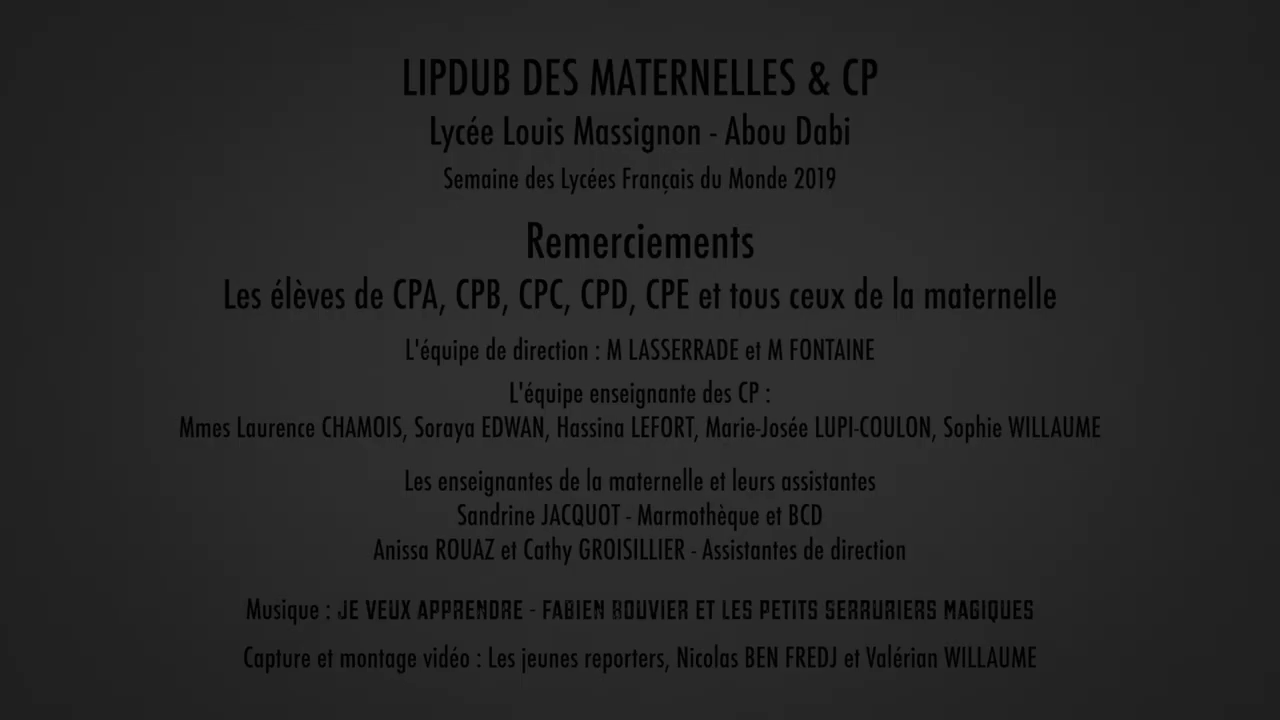 LIPDUB DES MATERNELLES & CP
Lycée Louis Massignon - Abou Dabi
Semaine des Lycées Français du Monde 2019
Remerciements
Les élèves de CPA, CPB, CPC, CPD, CPE et tous ceux de la maternelle
L'équipe de direction : M LASSERRADE et M FONTAINE
L'équipe enseignante des CP :
Mmes Laurence CHAMOIS, Soraya EDWAN, Hassina LEFORT, Marie-Josée LUPI-COULON, Sophie WILLAUME
Les enseignantes de la maternelle et leurs assistantes
Sandrine JACQUOT - Marmothèque et BCD
Anissa ROUAZ et Cathy GROISILLIER - Assistantes de direction
Musique : JE VEUX APPRENDRE - FABIEN BOUVIER ET LES PETITS SERRURIERS MAGIQUES
Capture et montage vidéo : Les jeunes reporters, Nicolas BEN FREDJ et Valérian WILLAUME